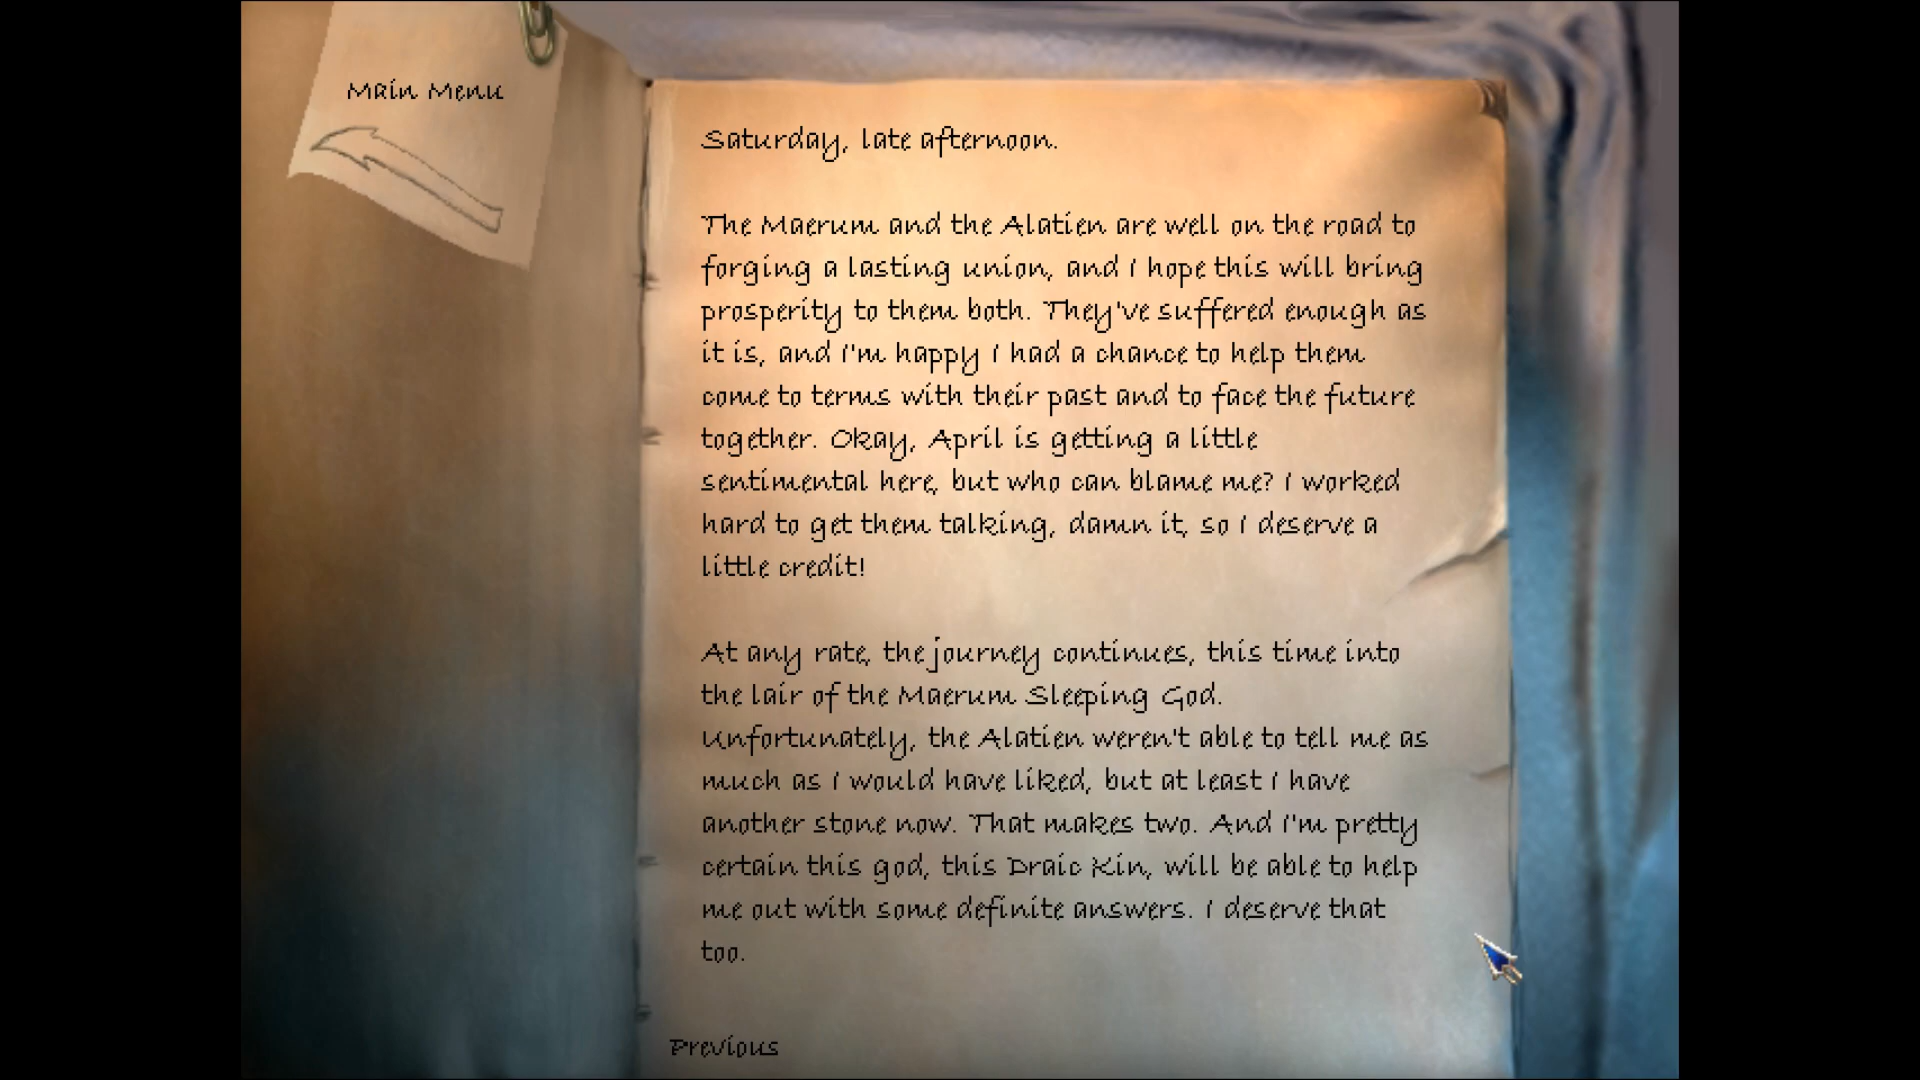 Main Menu
Saturday, late afternoon.
The Maerum and the Alatien are well on the road to
forging a lasting union, and I hope this will bring
prosperity to them both. They've suffered enough as
it is, and I'm happy I had a chance to help them
come to terms with their past and to face the future
together. Okay, April is getting a little
sentimental here, but who can blame me? I worked
hard to get them talking, damn it, so I deserve a
little credit!
At any rate, the journey continues, this time into
the lair of the Maerum Sleeping God.
Unfortunately, the Alatien weren't able to tell me as
much as I would have liked, but at least I have
another stone now. That makes two. And I'm pretty
certain this god, this Draic Kin, will be able to help
me out with some definite answers. I deserve that
too.
Previous